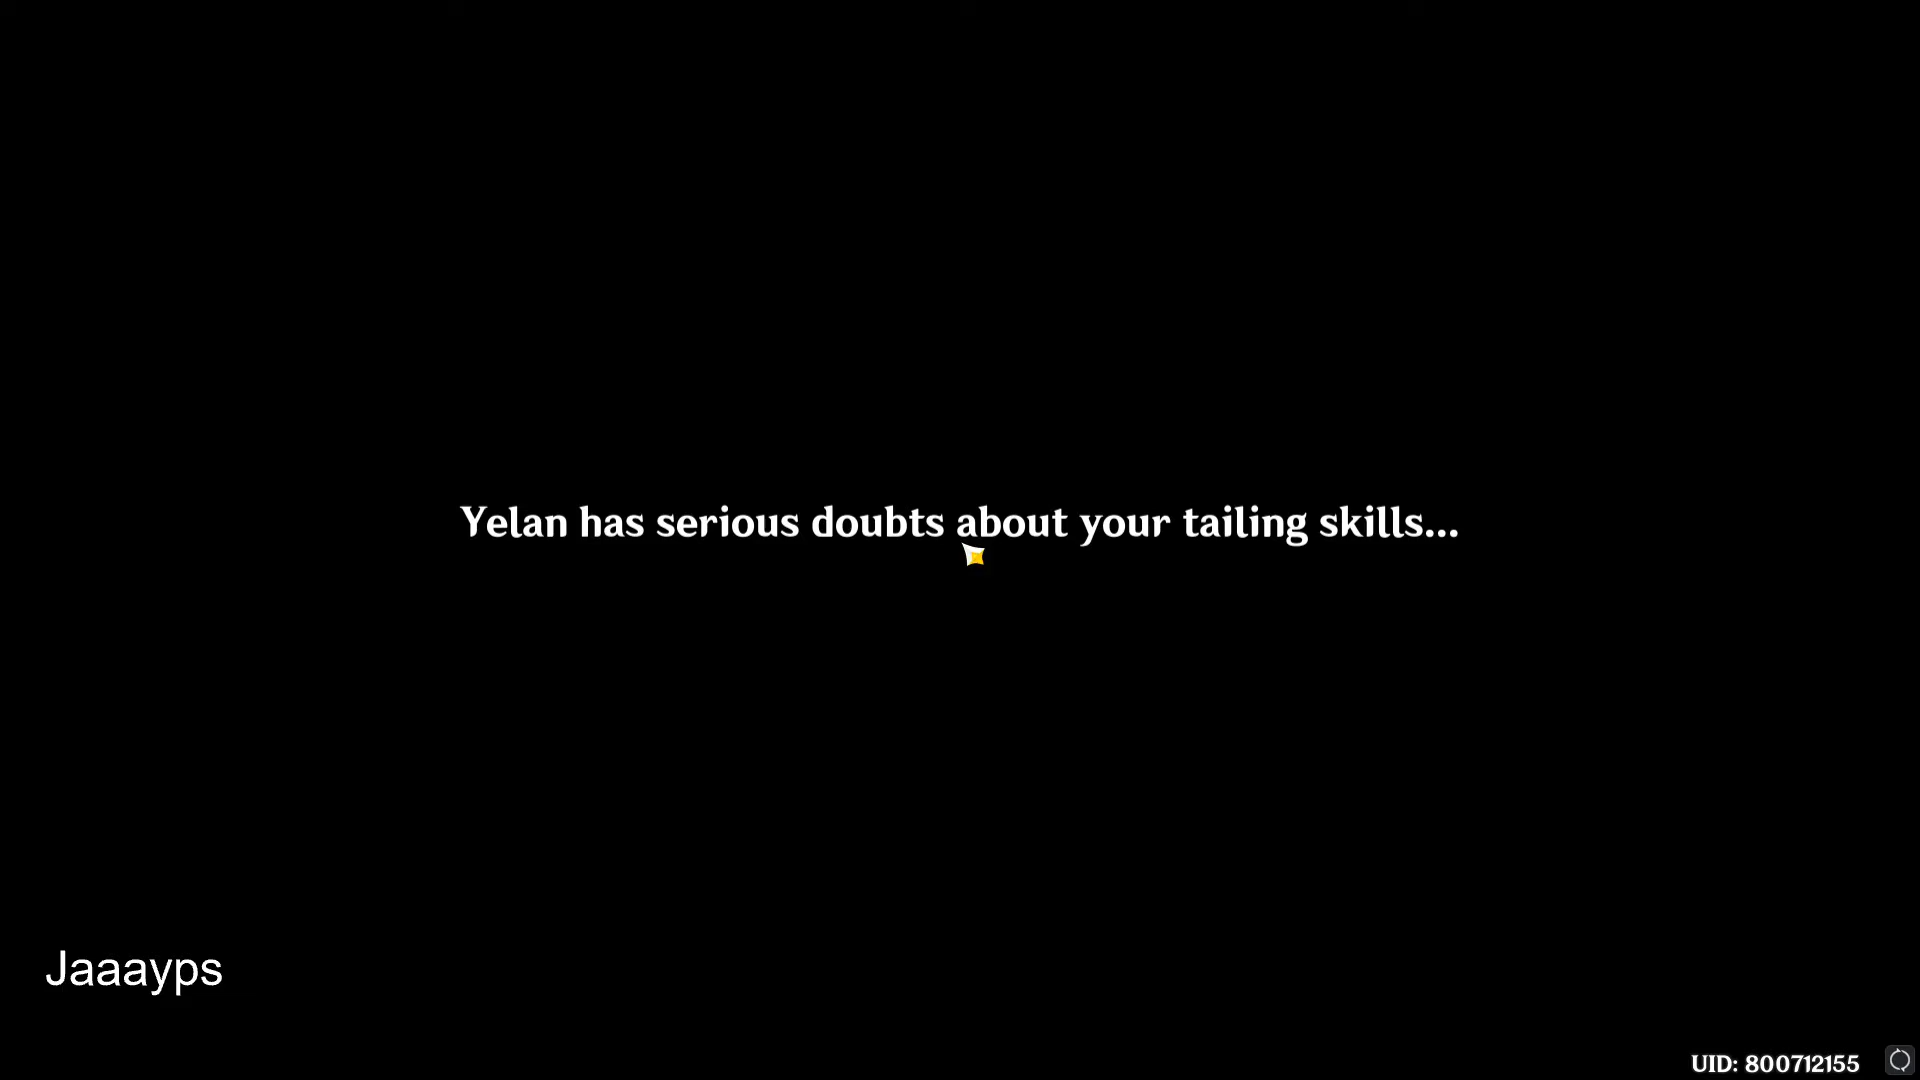 Yelan has serious doubts about your tailing skills...
Jaaayps
UID: 800712155